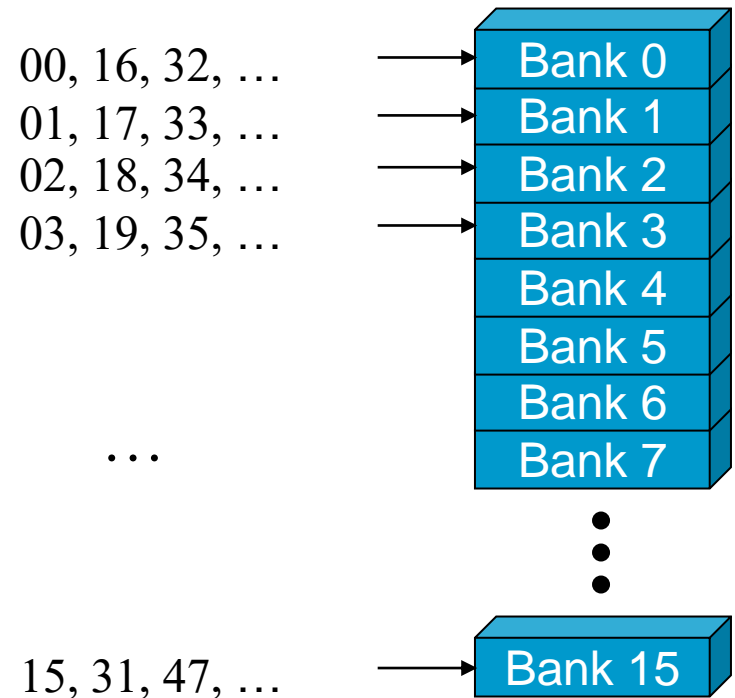 00, 16, 32, … Bank 0
01, 17, 33, … Bank 1
02, 18, 34, … Bank 2
03, 19, 35, … Bank 3
Bank 4
Bank 5
Bank 6
… Bank 7
15, 31, 47, … Bank 15